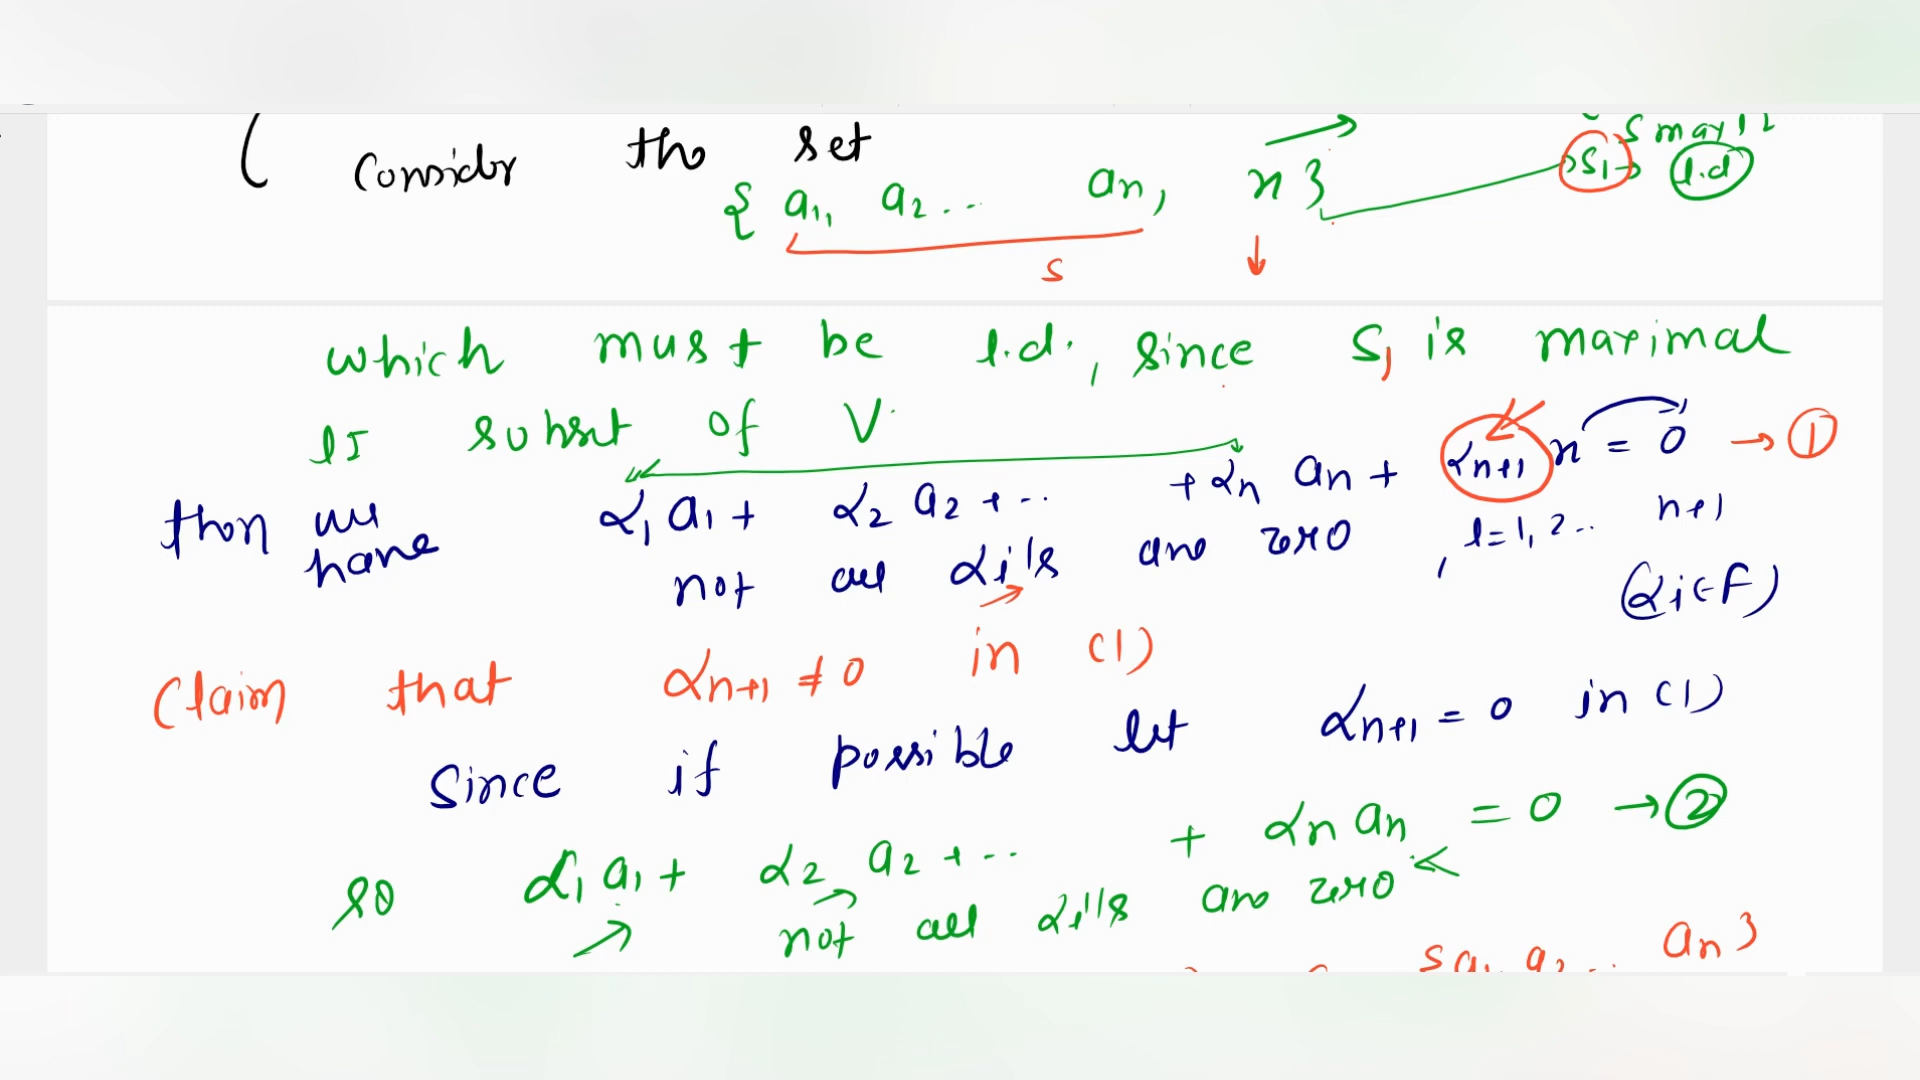 Consider the set
{ a1, a2 .. an, x } → S1 → l.d
S
which must be l.d., since S, is maximal
lI subset of V
then we have α1 a1 + α2 a2 + .. + αn an + αn+1 x = 0 → ①
not all αi's are zero, i=1, 2 .. n+1
(αi ∈ F)
Claim that αn+1 ≠ 0 in (1)
Since if possible let αn+1 = 0 in (1)
so α1 a1 + α2 a2 + .. + αn an = 0 → ②
not all αi's are zero
{a1, a2 .. an}